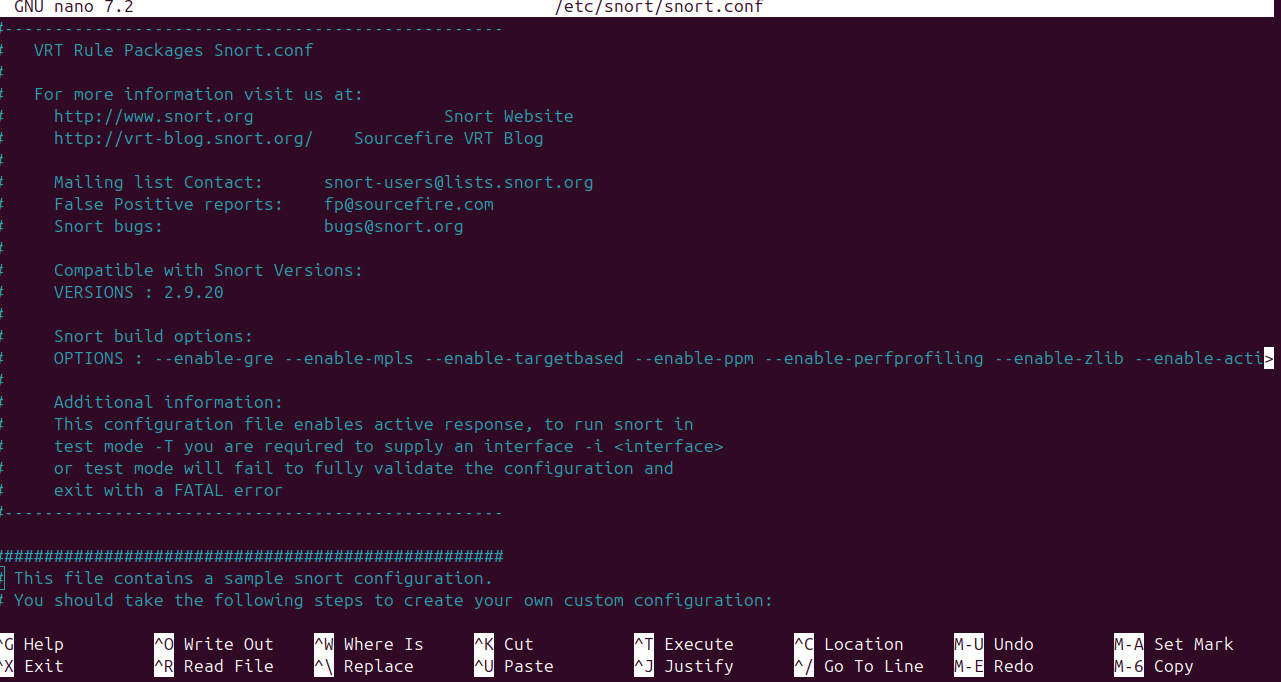 GNU nano 7.2 /etc/snort/snort.conf
#--------------------------------------------------
#   VRT Rule Packages Snort.conf
#
#   For more information visit us at:
#     http://www.snort.org                   Snort Website
#     http://vrt-blog.snort.org/    Sourcefire VRT Blog
#
#     Mailing list Contact:      snort-users@lists.snort.org
#     False Positive reports:    fp@sourcefire.com
#     Snort bugs:                bugs@snort.org
#
#     Compatible with Snort Versions:
#     VERSIONS : 2.9.20
#
#     Snort build options:
#     OPTIONS : --enable-gre --enable-mpls --enable-targetbased --enable-ppm --enable-perfprofiling --enable-zlib --enable-acti>
#
#     Additional information:
#     This configuration file enables active response, to run snort in
#     test mode -T you are required to supply an interface -i <interface>
#     or test mode will fail to fully validate the configuration and
#     exit with a FATAL error
#--------------------------------------------------
###################################################
# This file contains a sample snort configuration.
# You should take the following steps to create your own custom configuration:
^G Help ^O Write Out ^W Where Is ^K Cut ^T Execute ^C Location M-U Undo M-A Set Mark
^X Exit ^R Read File ^\ Replace ^U Paste ^J Justify ^/ Go To Line M-E Redo M-6 Copy